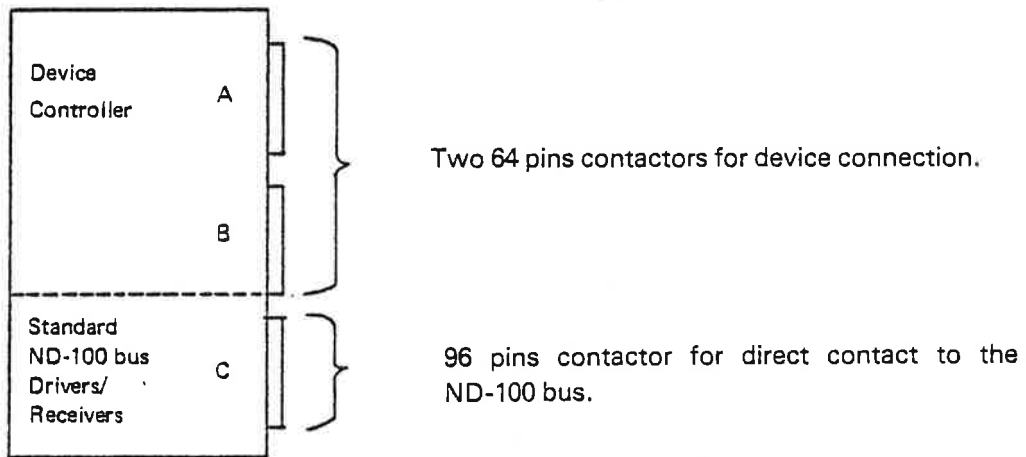 Device
Controller
A
Two 64 pins contactors for device connection.
B
Standard
ND-100 bus
Drivers/
Receivers
C
96 pins contactor for direct contact to the
ND-100 bus.